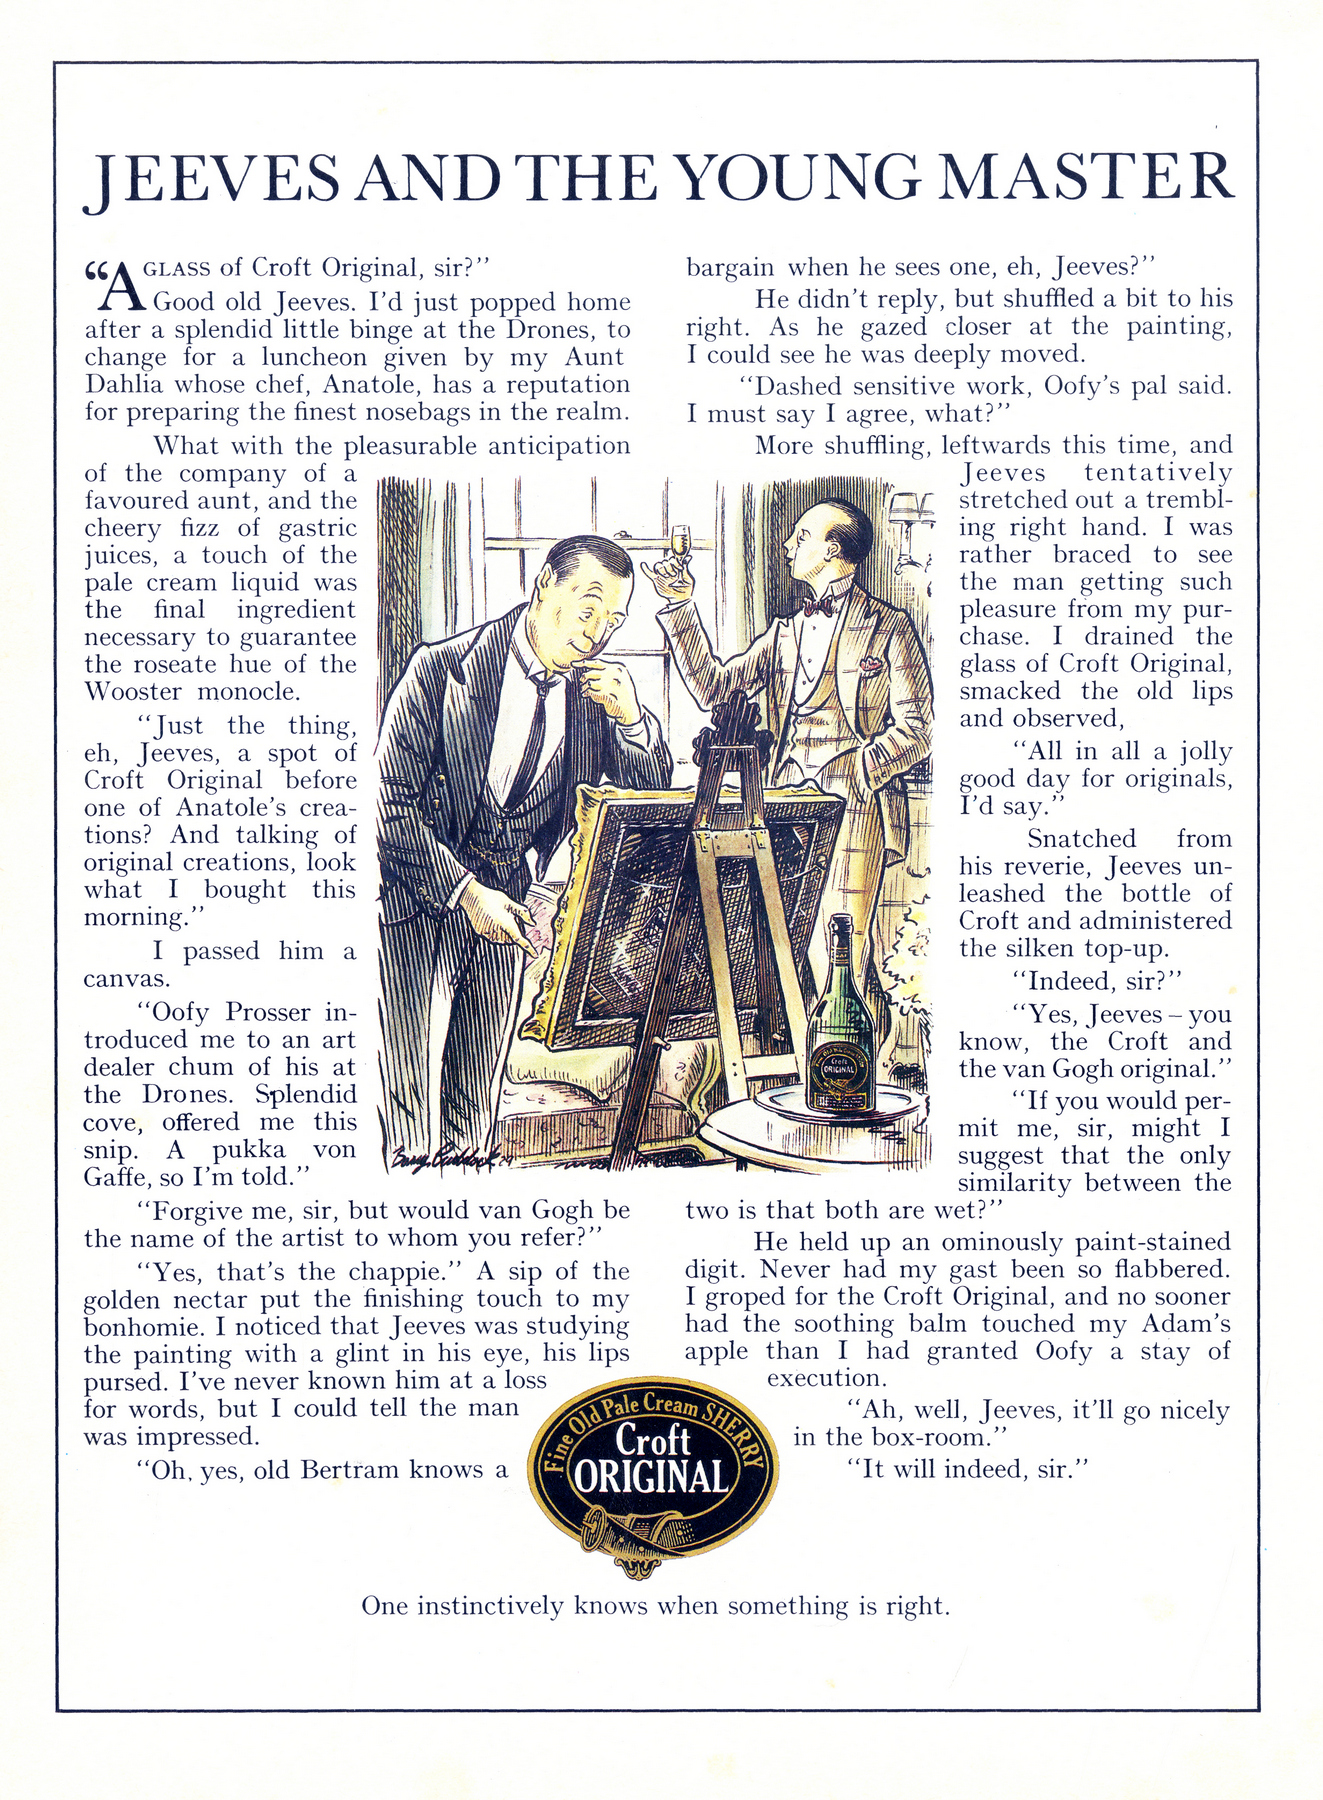 JEEVES AND THE YOUNG MASTER
“A GLASS of Croft Original, sir?”
Good old Jeeves. I’d just popped home
after a splendid little binge at the Drones, to
change for a luncheon given by my Aunt
Dahlia whose chef, Anatole, has a reputation
for preparing the finest nosebags in the realm.
What with the pleasurable anticipation
of the company of a
favoured aunt, and the
cheery fizz of gastric
juices, a touch of the
pale cream liquid was
the final ingredient
necessary to guarantee
the roseate hue of the
Wooster monocle.
“Just the thing,
eh, Jeeves, a spot of
Croft Original before
one of Anatole’s crea-
tions? And talking of
original creations, look
what I bought this
morning.”
I passed him a
canvas.
“Oofy Prosser in-
troduced me to an art
dealer chum of his at
the Drones. Splendid
cove, offered me this
snip. A pukka von
Gaffe, so I’m told.”
“Forgive me, sir, but would van Gogh be
the name of the artist to whom you refer?”
“Yes, that’s the chappie.” A sip of the
golden nectar put the finishing touch to my
bonhomie. I noticed that Jeeves was studying
the painting with a glint in his eye, his lips
pursed. I’ve never known him at a loss
for words, but I could tell the man
was impressed.
“Oh, yes, old Bertram knows a
bargain when he sees one, eh, Jeeves?”
He didn’t reply, but shuffled a bit to his
right. As he gazed closer at the painting,
I could see he was deeply moved.
“Dashed sensitive work, Oofy’s pal said.
I must say I agree, what?”
More shuffling, leftwards this time, and
Jeeves tentatively
stretched out a trembl-
ing right hand. I was
rather braced to see
the man getting such
pleasure from my pur-
chase. I drained the
glass of Croft Original,
smacked the old lips
and observed,
“All in all a jolly
good day for originals,
I’d say.”
Snatched from
his reverie, Jeeves un-
leashed the bottle of
Croft and administered
the silken top-up.
“Indeed, sir?”
“Yes, Jeeves – you
know, the Croft and
the van Gogh original.”
“If you would per-
mit me, sir, might I
suggest that the only
similarity between the
two is that both are wet?”
He held up an ominously paint-stained
digit. Never had my gast been so flabbered.
I groped for the Croft Original, and no sooner
had the soothing balm touched my Adam’s
apple than I had granted Oofy a stay of
execution.
“Ah, well, Jeeves, it’ll go nicely
in the box-room.”
“It will indeed, sir.”
Croft
ORIGINAL
Fine Old Pale Cream SHERRY
Croft
ORIGINAL
One instinctively knows when something is right.